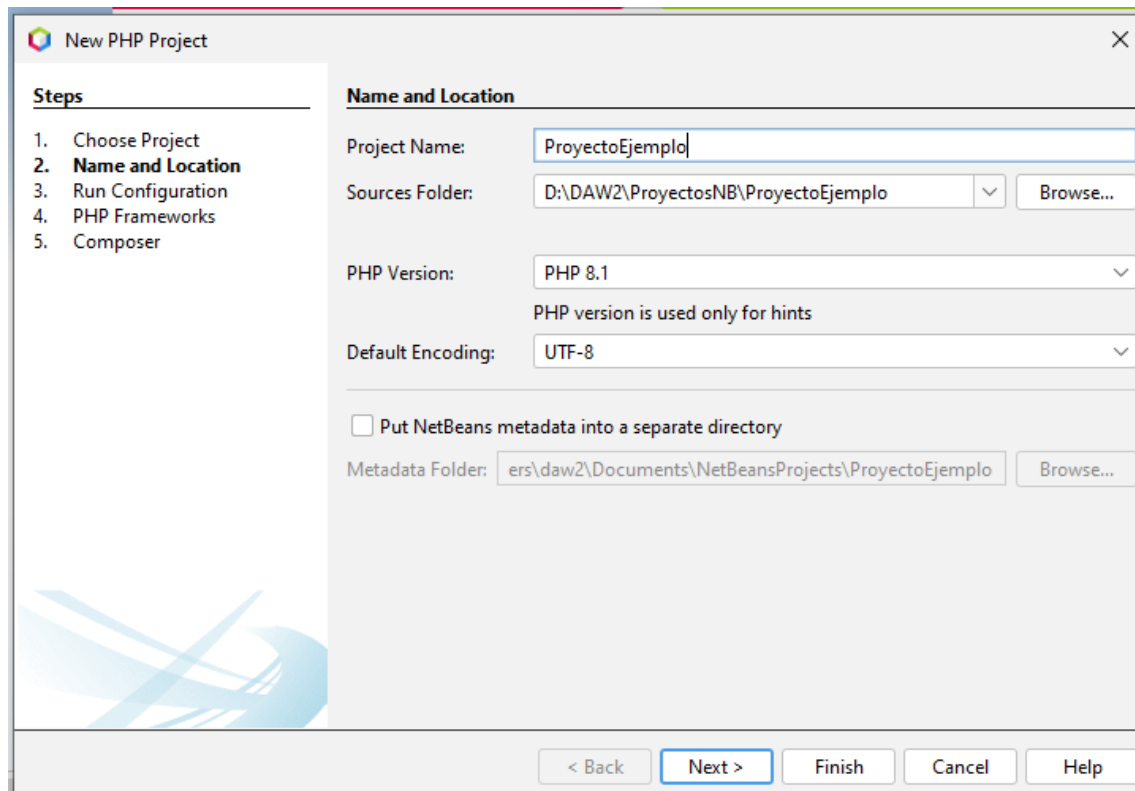 New PHP Project
Steps
1. Choose Project
2. Name and Location
3. Run Configuration
4. PHP Frameworks
5. Composer
Name and Location
Project Name: ProyectoEjemplo
Sources Folder: D:\DAW2\ProyectosNB\ProyectoEjemplo Browse...
PHP Version: PHP 8.1
PHP version is used only for hints
Default Encoding: UTF-8
Put NetBeans metadata into a separate directory
Metadata Folder: ers\daw2\Documents\NetBeansProjects\ProyectoEjemplo Browse...
< Back Next > Finish Cancel Help